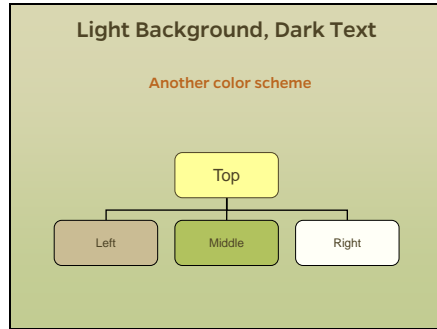 Light Background, Dark Text
Another color scheme
Top
Left
Middle
Right